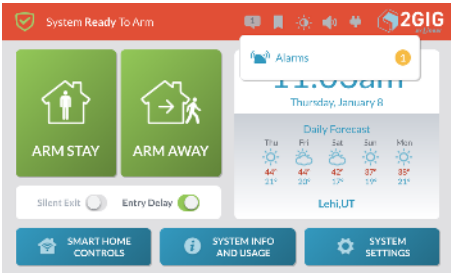 System Ready To Arm
2GIG
Alarms 1
Thursday, January 8
Daily Forecast
Thu Fri Sat Sun Mon
44° 44° 42° 37° 35°
21° 20° 17° 19° 21°
Lehi,UT
ARM STAY
ARM AWAY
Silent Exit
Entry Delay
SMART HOME
CONTROLS
SYSTEM INFO
AND USAGE
SYSTEM
SETTINGS